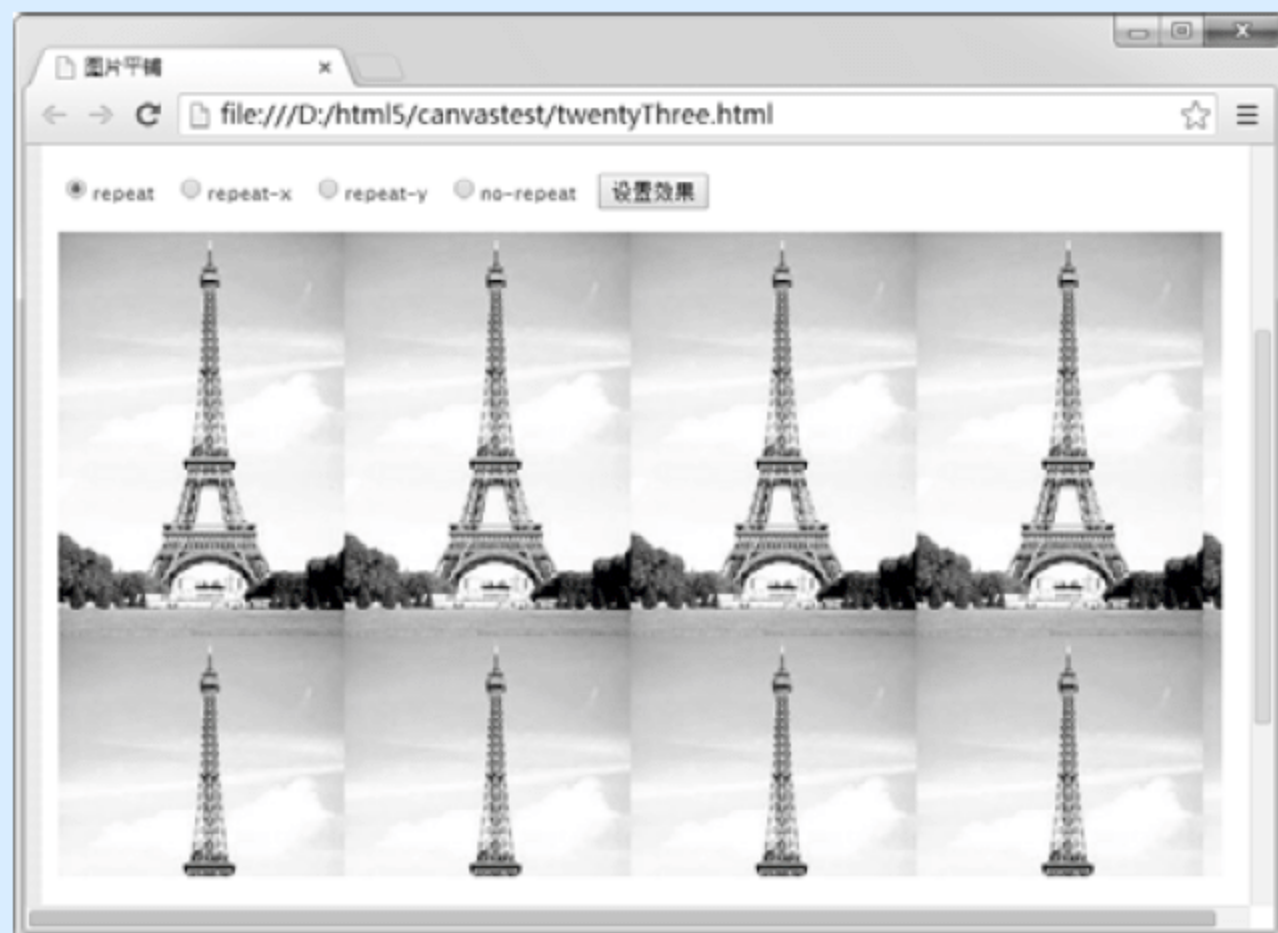 图片平铺
file:///D:/html5/canvastest/twentyThree.html
repeat repeat-x repeat-y no-repeat 设置效果